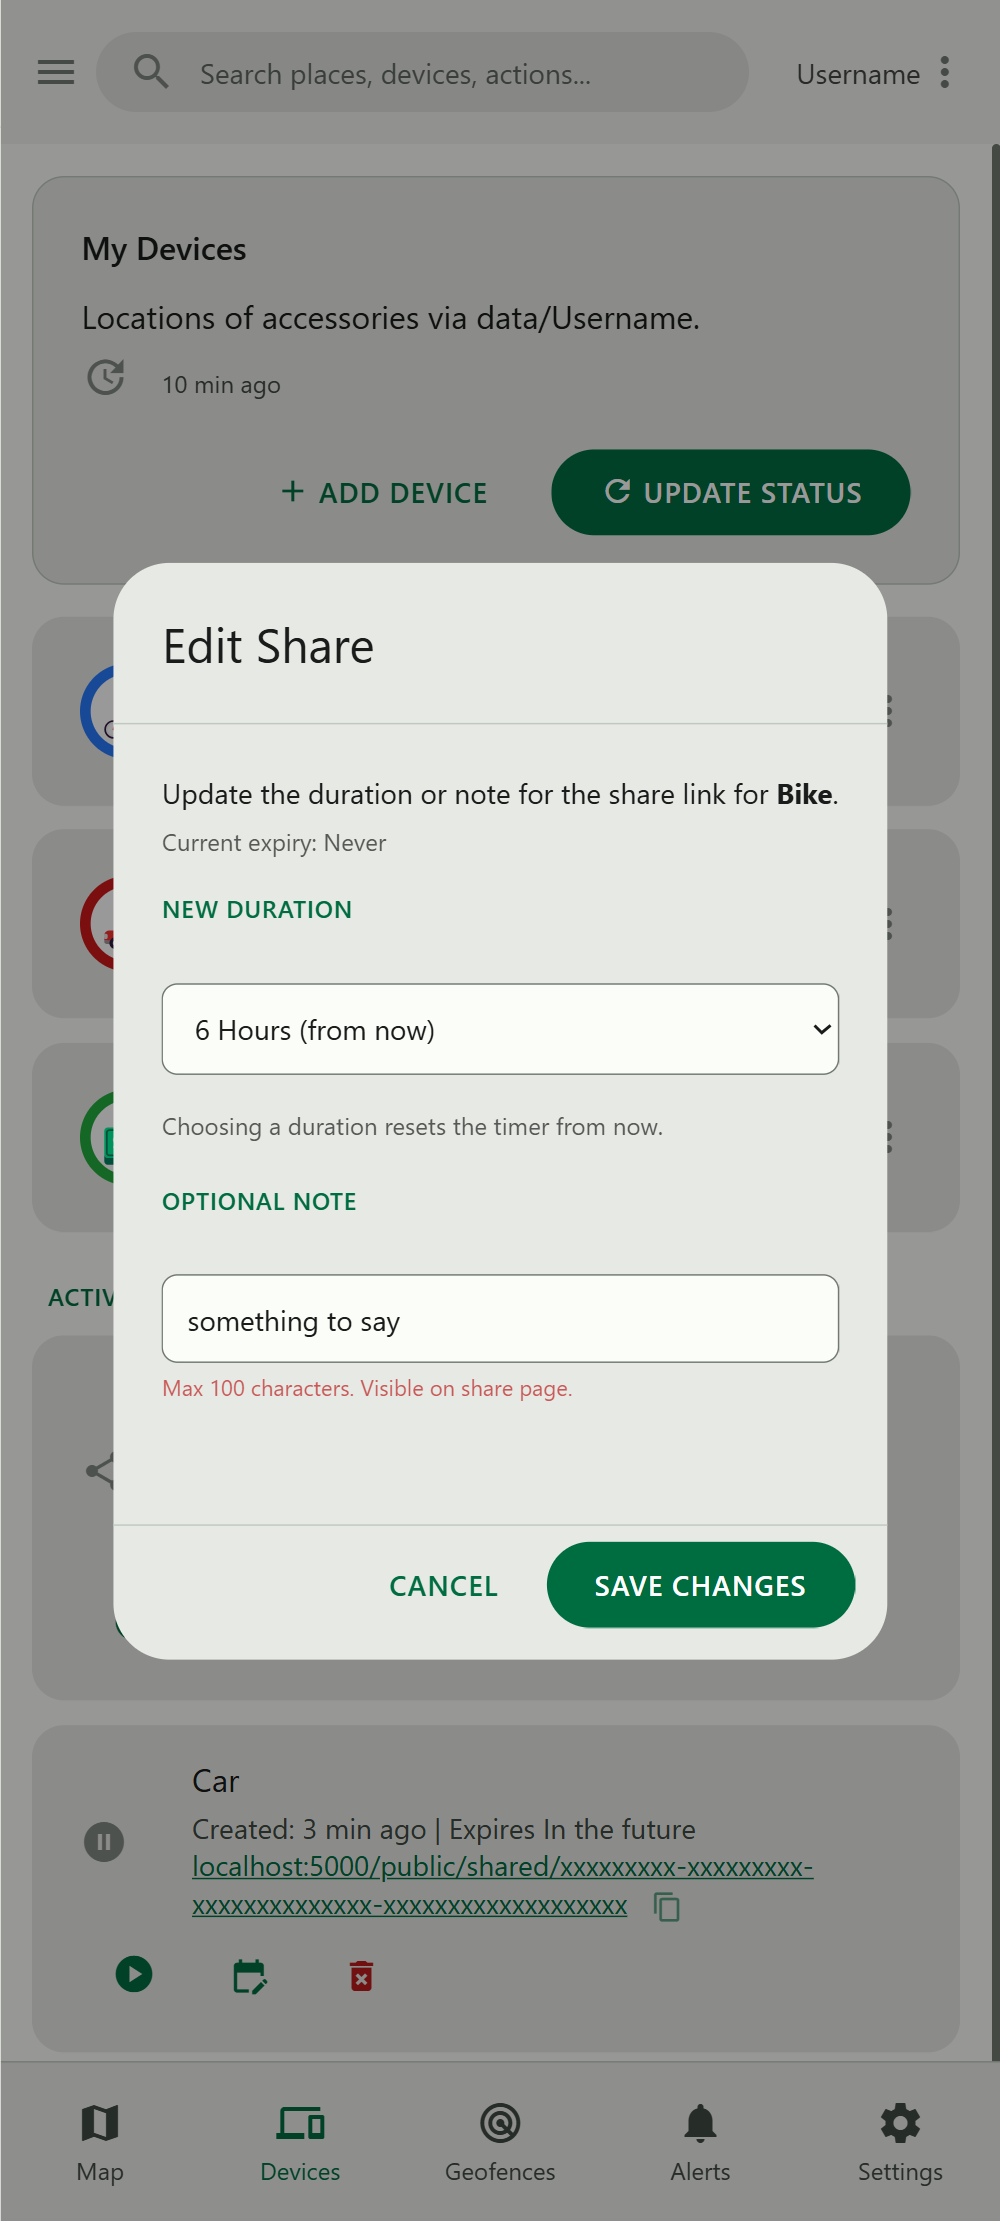 Search places, devices, actions...
Username
My Devices
Locations of accessories via data/Username.
10 min ago
+ ADD DEVICE
UPDATE STATUS
Edit Share
Update the duration or note for the share link for Bike.
Current expiry: Never
NEW DURATION
6 Hours (from now)
Choosing a duration resets the timer from now.
OPTIONAL NOTE
ACTIV
something to say
Max 100 characters. Visible on share page.
CANCEL
SAVE CHANGES
Car
Created: 3 min ago | Expires In the future
localhost:5000/public/shared/xxxxxxxxx-xxxxxxxxx-
xxxxxxxxxxxxxx-xxxxxxxxxxxxxxxxxxx
Map
Devices
Geofences
Alerts
Settings